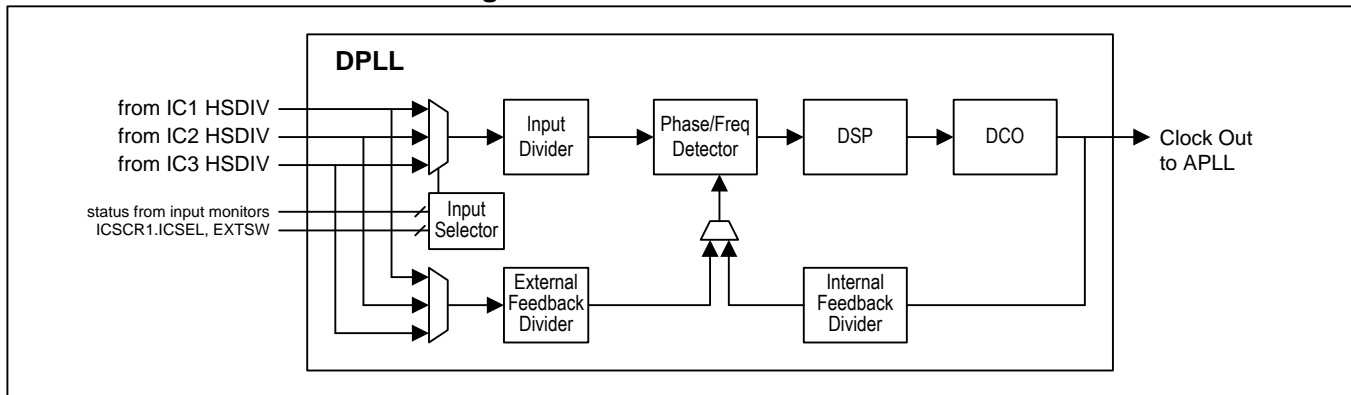 DPLL
from IC1 HSDIV
from IC2 HSDIV
from IC3 HSDIV
status from input monitors
ICSCR1.ICSEL, EXTSW
Input
Divider
Phase/Freq
Detector
DSP
DCO
Clock Out
to APLL
Input
Selector
External
Feedback
Divider
Internal
Feedback
Divider